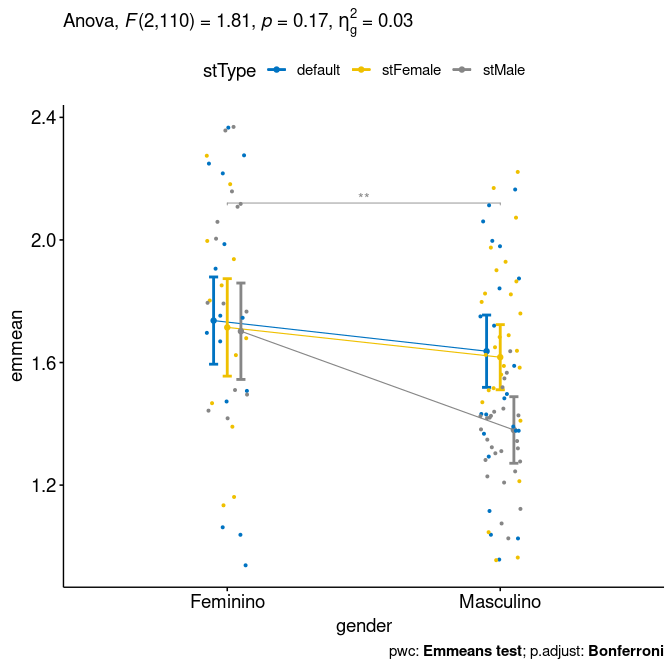 Anova, F(2,110) = 1.81, p = 0.17, η²g = 0.03
stType default stFemale stMale
2.4
**
2.0
emmean
1.6
1.2
Feminino Masculino
gender
pwc: Emmeans test; p.adjust: Bonferroni